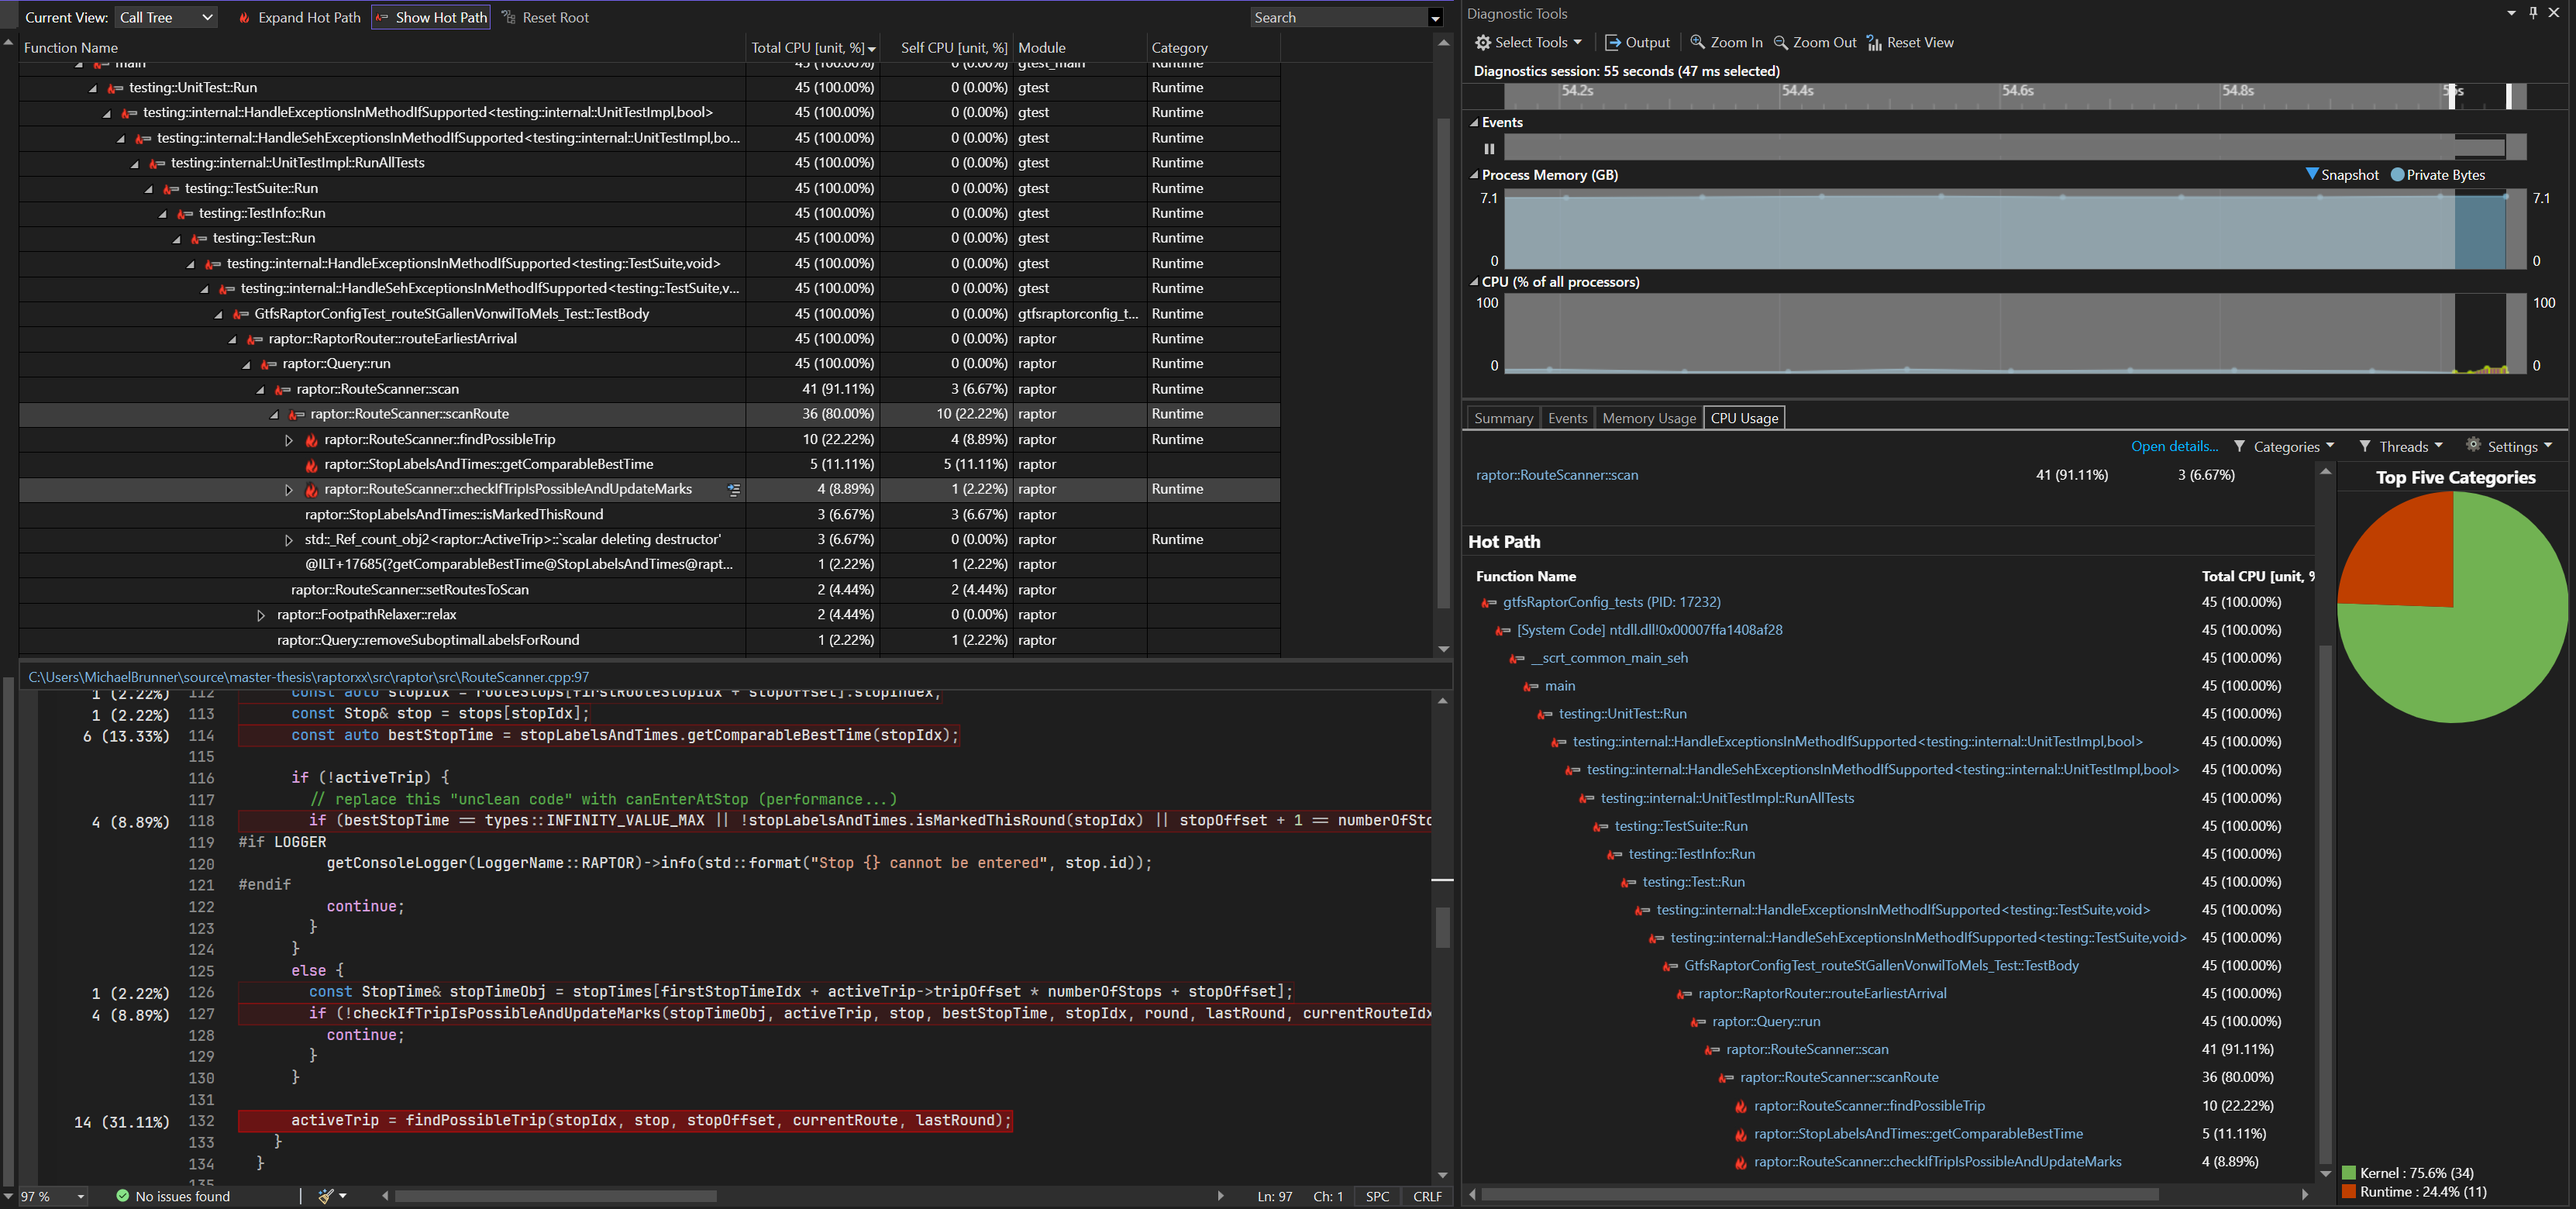 Current View: Call Tree Expand Hot Path Show Hot Path Reset Root Search
Function Name Total CPU [unit, %] Self CPU [unit, %] Module Category
main 45 (100.00%) 0 (0.00%) gtest_main Runtime
testing::UnitTest::Run 45 (100.00%) 0 (0.00%) gtest Runtime
testing::internal::HandleExceptionsInMethodIfSupported<testing::internal::UnitTestImpl,bool> 45 (100.00%) 0 (0.00%) gtest Runtime
testing::internal::HandleSehExceptionsInMethodIfSupported<testing::internal::UnitTestImpl,bo... 45 (100.00%) 0 (0.00%) gtest Runtime
testing::internal::UnitTestImpl::RunAllTests 45 (100.00%) 0 (0.00%) gtest Runtime
testing::TestSuite::Run 45 (100.00%) 0 (0.00%) gtest Runtime
testing::TestInfo::Run 45 (100.00%) 0 (0.00%) gtest Runtime
testing::Test::Run 45 (100.00%) 0 (0.00%) gtest Runtime
testing::internal::HandleExceptionsInMethodIfSupported<testing::TestSuite,void> 45 (100.00%) 0 (0.00%) gtest Runtime
testing::internal::HandleSehExceptionsInMethodIfSupported<testing::TestSuite,v... 45 (100.00%) 0 (0.00%) gtest Runtime
GtfsRaptorConfigTest_routeStGallenVonwilToMels_Test::TestBody 45 (100.00%) 0 (0.00%) gtfsraptorconfig_t... Runtime
raptor::RaptorRouter::routeEarliestArrival 45 (100.00%) 0 (0.00%) raptor Runtime
raptor::Query::run 45 (100.00%) 0 (0.00%) raptor Runtime
raptor::RouteScanner::scan 41 (91.11%) 3 (6.67%) raptor Runtime
raptor::RouteScanner::scanRoute 36 (80.00%) 10 (22.22%) raptor Runtime
raptor::RouteScanner::findPossibleTrip 10 (22.22%) 4 (8.89%) raptor Runtime
raptor::StopLabelsAndTimes::getComparableBestTime 5 (11.11%) 5 (11.11%) raptor
raptor::RouteScanner::checkIfTripIsPossibleAndUpdateMarks 4 (8.89%) 1 (2.22%) raptor Runtime
raptor::StopLabelsAndTimes::isMarkedThisRound 3 (6.67%) 3 (6.67%) raptor
std::_Ref_count_obj2<raptor::ActiveTrip>::`scalar deleting destructor' 3 (6.67%) 0 (0.00%) raptor Runtime
@ILT+17685(?getComparableBestTime@StopLabelsAndTimes@rapt... 1 (2.22%) 1 (2.22%) raptor
raptor::RouteScanner::setRoutesToScan 2 (4.44%) 2 (4.44%) raptor
raptor::FootpathRelaxer::relax 2 (4.44%) 0 (0.00%) raptor Runtime
raptor::Query::removeSuboptimalLabelsForRound 1 (2.22%) 1 (2.22%) raptor
C:\Users\MichaelBrunner\source\master-thesis\raptorxx\src\raptor\src\RouteScanner.cpp:97
1 (2.22%) 112 const auto stopIdx = routeStops[firstRouteStopIdx + stopOffset].stopIndex;
1 (2.22%) 113 const Stop& stop = stops[stopIdx];
6 (13.33%) 114 const auto bestStopTime = stopLabelsAndTimes.getComparableBestTime(stopIdx);
115
116 if (!activeTrip) {
117 // replace this "unclean code" with canEnterAtStop (performance...)
4 (8.89%) 118 if (bestStopTime == types::INFINITY_VALUE_MAX || !stopLabelsAndTimes.isMarkedThisRound(stopIdx) || stopOffset + 1 == numberOfSto
119 #if LOGGER
120 getConsoleLogger(LoggerName::RAPTOR)->info(std::format("Stop {} cannot be entered", stop.id));
121 #endif
122 continue;
123 }
124 }
125 else {
1 (2.22%) 126 const StopTime& stopTimeObj = stopTimes[firstStopTimeIdx + activeTrip->tripOffset * numberOfStops + stopOffset];
4 (8.89%) 127 if (!checkIfTripIsPossibleAndUpdateMarks(stopTimeObj, activeTrip, stop, bestStopTime, stopIdx, round, lastRound, currentRouteIdx
128 continue;
129 }
130 }
131
14 (31.11%) 132 activeTrip = findPossibleTrip(stopIdx, stop, stopOffset, currentRoute, lastRound);
133 }
134 }
135
97 % No issues found Ln: 97 Ch: 1 SPC CRLF
Diagnostic Tools
Select Tools Output Zoom In Zoom Out Reset View
Diagnostics session: 55 seconds (47 ms selected)
54.2s 54.4s 54.6s 54.8s
Events
Process Memory (GB) Snapshot Private Bytes
7.1 7.1
0 0
CPU (% of all processors)
100 100
0 0
Summary Events Memory Usage CPU Usage
Open details... Categories Threads Settings
raptor::RouteScanner::scan 41 (91.11%) 3 (6.67%)
Hot Path
Function Name Total CPU [unit, %
gtfsRaptorConfig_tests (PID: 17232) 45 (100.00%)
[System Code] ntdll.dll!0x00007ffa1408af28 45 (100.00%)
__scrt_common_main_seh 45 (100.00%)
main 45 (100.00%)
testing::UnitTest::Run 45 (100.00%)
testing::internal::HandleExceptionsInMethodIfSupported<testing::internal::UnitTestImpl,bool> 45 (100.00%)
testing::internal::HandleSehExceptionsInMethodIfSupported<testing::internal::UnitTestImpl,bool> 45 (100.00%)
testing::internal::UnitTestImpl::RunAllTests 45 (100.00%)
testing::TestSuite::Run 45 (100.00%)
testing::TestInfo::Run 45 (100.00%)
testing::Test::Run 45 (100.00%)
testing::internal::HandleExceptionsInMethodIfSupported<testing::TestSuite,void> 45 (100.00%)
testing::internal::HandleSehExceptionsInMethodIfSupported<testing::TestSuite,void> 45 (100.00%)
GtfsRaptorConfigTest_routeStGallenVonwilToMels_Test::TestBody 45 (100.00%)
raptor::RaptorRouter::routeEarliestArrival 45 (100.00%)
raptor::Query::run 45 (100.00%)
raptor::RouteScanner::scan 41 (91.11%)
raptor::RouteScanner::scanRoute 36 (80.00%)
raptor::RouteScanner::findPossibleTrip 10 (22.22%)
raptor::StopLabelsAndTimes::getComparableBestTime 5 (11.11%)
raptor::RouteScanner::checkIfTripIsPossibleAndUpdateMarks 4 (8.89%)
Top Five Categories
Kernel : 75.6% (34)
Runtime : 24.4% (11)